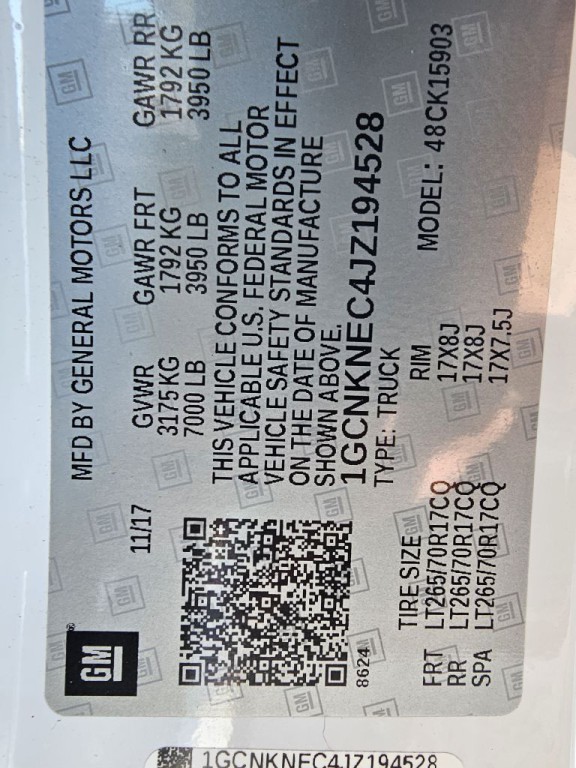 GM
MFD BY GENERAL MOTORS LLC
11/17
GVWR GAWR FRT GAWR RR
3175 KG 1792 KG 1792 KG
7000 LB 3950 LB 3950 LB
THIS VEHICLE CONFORMS TO ALL
APPLICABLE U.S. FEDERAL MOTOR
VEHICLE SAFETY STANDARDS IN EFFECT
ON THE DATE OF MANUFACTURE
SHOWN ABOVE.
1GCNKNEC4JZ194528
8624 TYPE: TRUCK
TIRE SIZE RIM MODEL: 48CK15903
FRT LT265/70R17CQ 17X8J
RR LT265/70R17CQ 17X8J
SPA LT265/70R17CQ 17X7.5J
1GCNKNEC4JZ194528